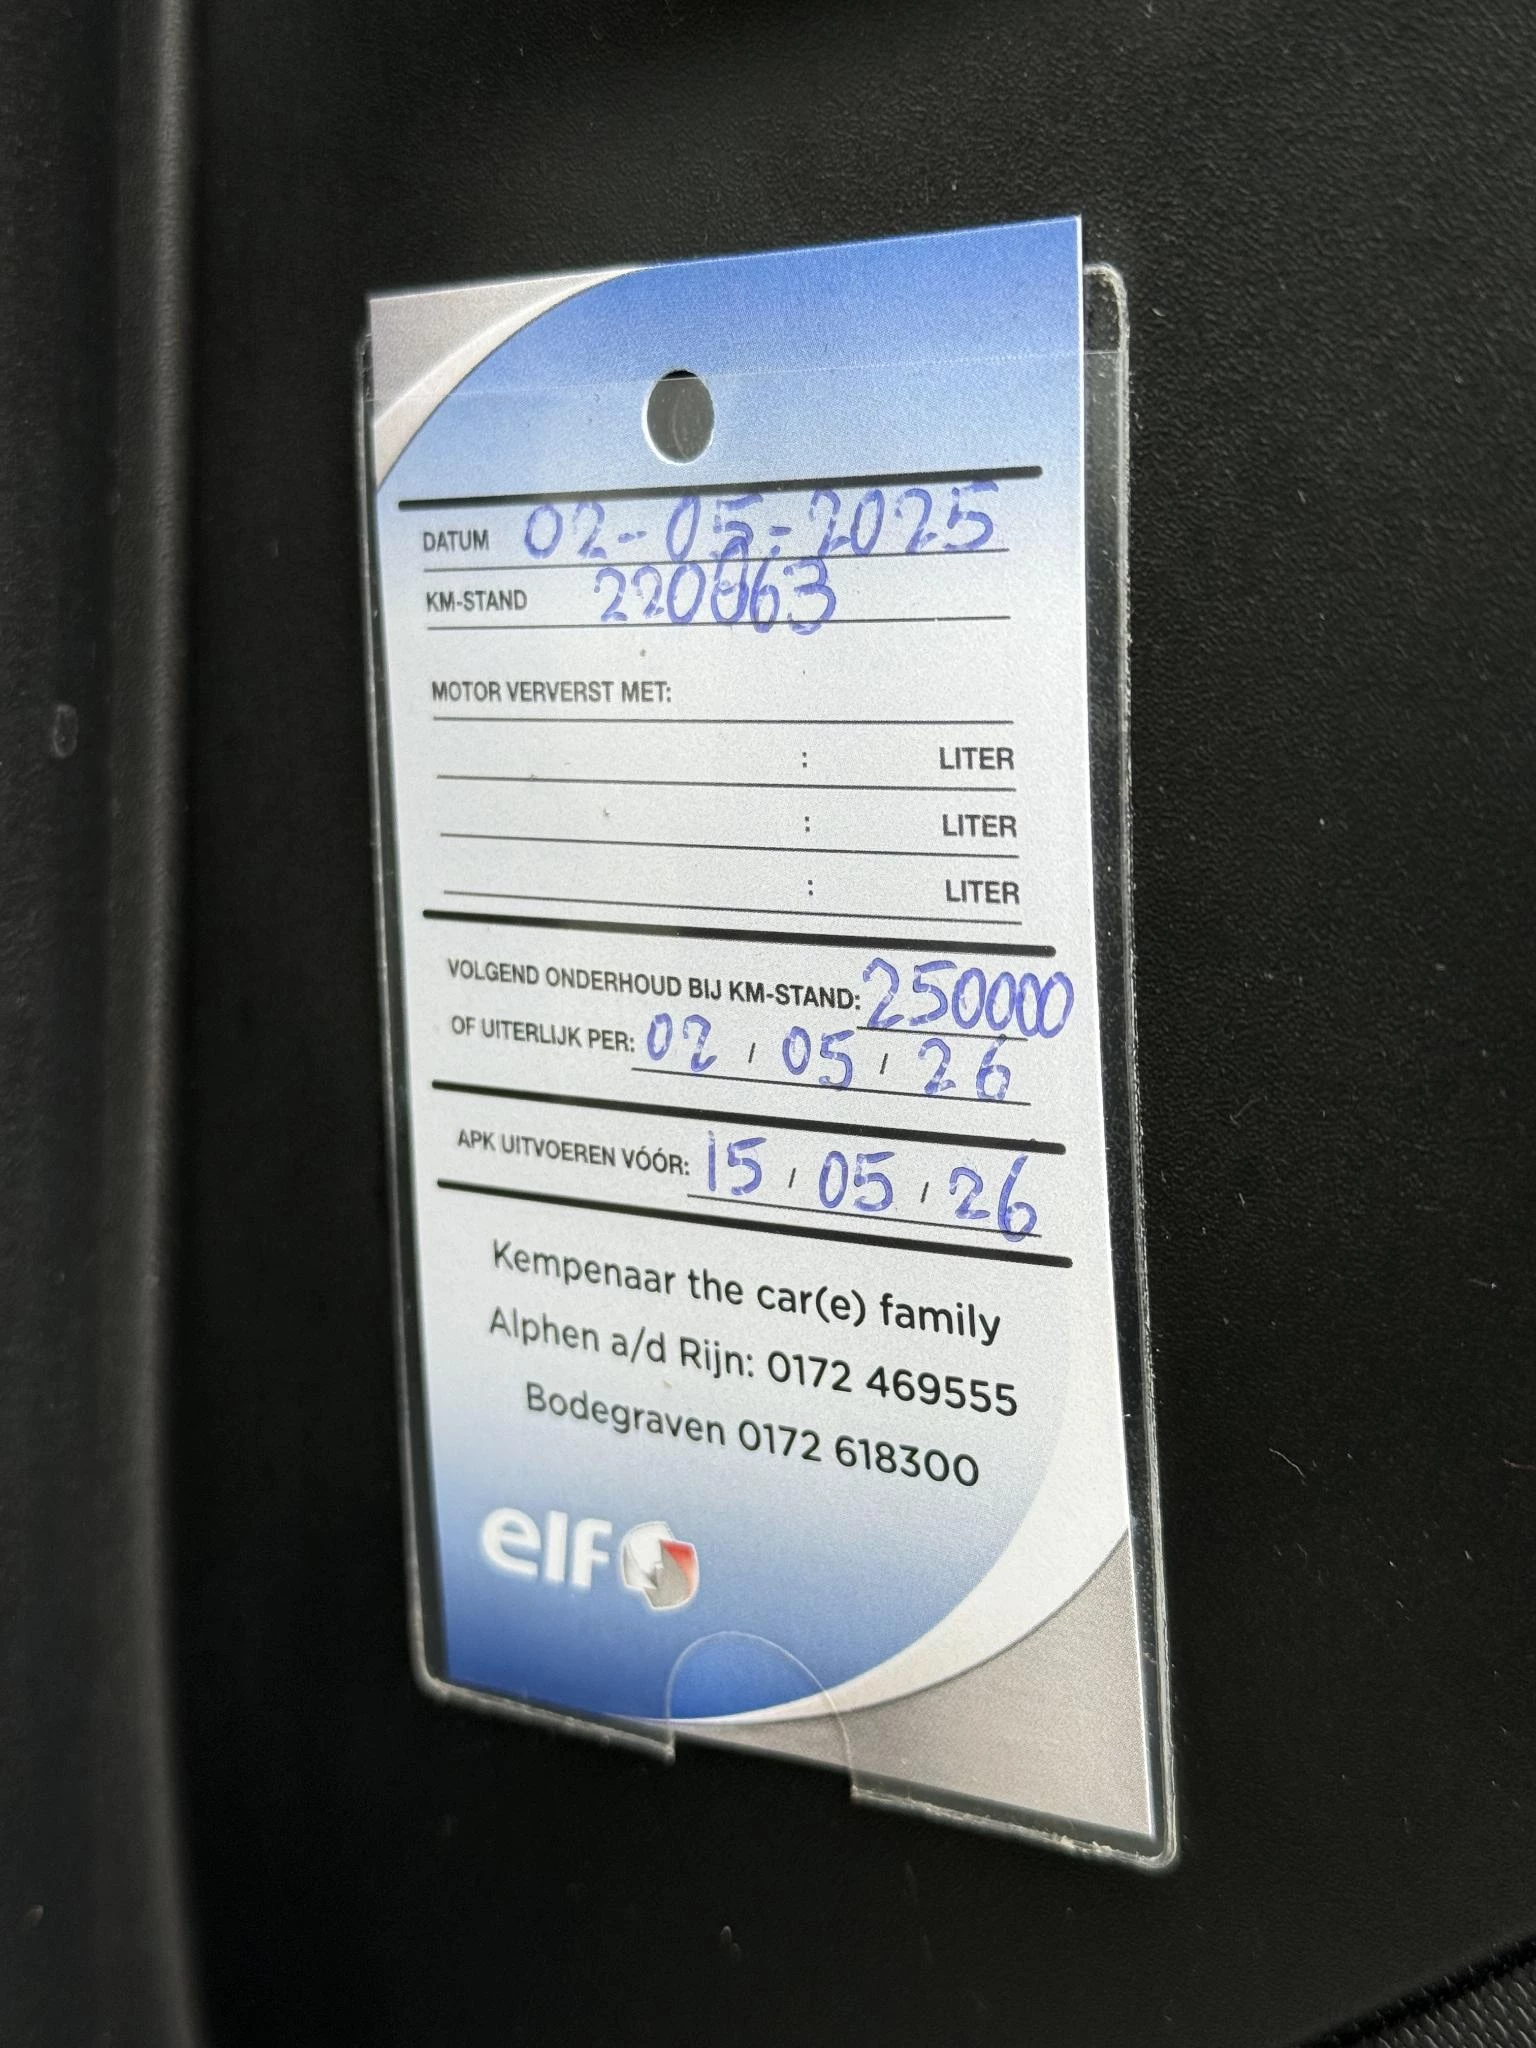 DATUM 02-05-2025
KM-STAND 220063
MOTOR VERVERST MET:
: LITER
: LITER
: LITER
VOLGEND ONDERHOUD BIJ KM-STAND: 250000
OF UITERLIJK PER: 02 / 05 / 26
APK UITVOEREN VÓÓR: 15 / 05 / 26
Kempenaar the car(e) family
Alphen a/d Rijn: 0172 469555
Bodegraven 0172 618300
elf